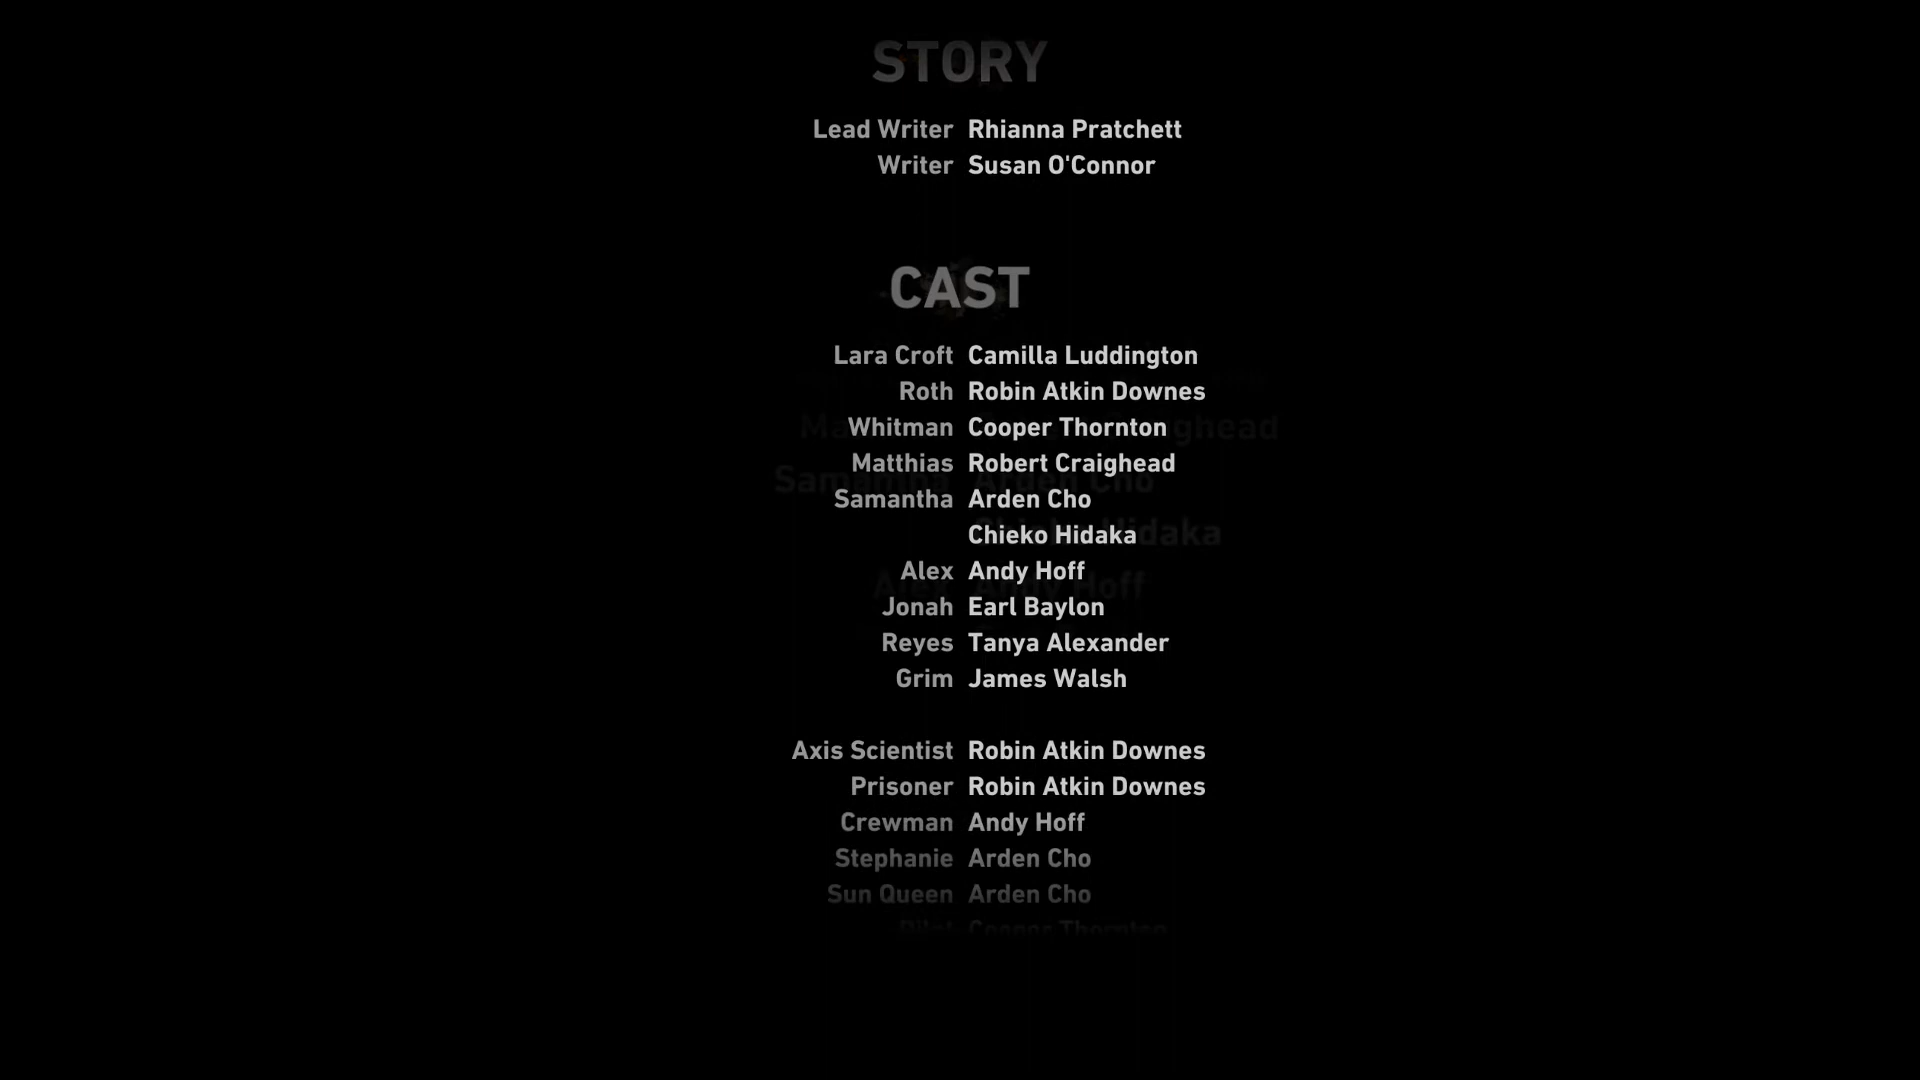 STORY
Lead Writer Rhianna Pratchett
Writer Susan O'Connor
CAST
Lara Croft Camilla Luddington
Roth Robin Atkin Downes
Whitman Cooper Thornton
Matthias Robert Craighead
Samantha Arden Cho
Chieko Hidaka
Alex Andy Hoff
Jonah Earl Baylon
Reyes Tanya Alexander
Grim James Walsh
Axis Scientist Robin Atkin Downes
Prisoner Robin Atkin Downes
Crewman Andy Hoff
Stephanie Arden Cho
Sun Queen Arden Cho
Pilot Cooper Thornton